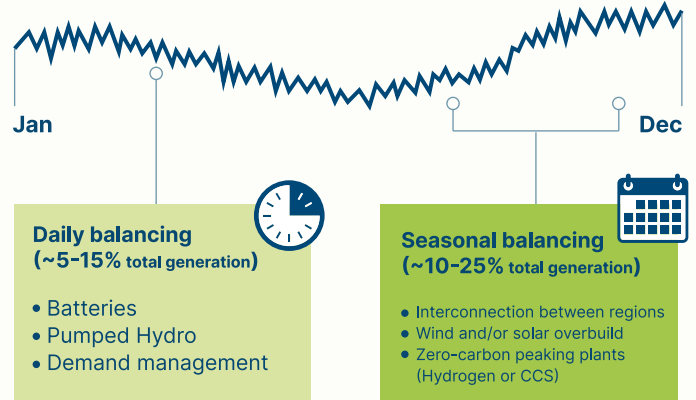 Jan
Dec
Daily balancing
(~5-15% total generation)
• Batteries
• Pumped Hydro
• Demand management
Seasonal balancing
(~10-25% total generation)
• Interconnection between regions
• Wind and/or solar overbuild
• Zero-carbon peaking plants
(Hydrogen or CCS)